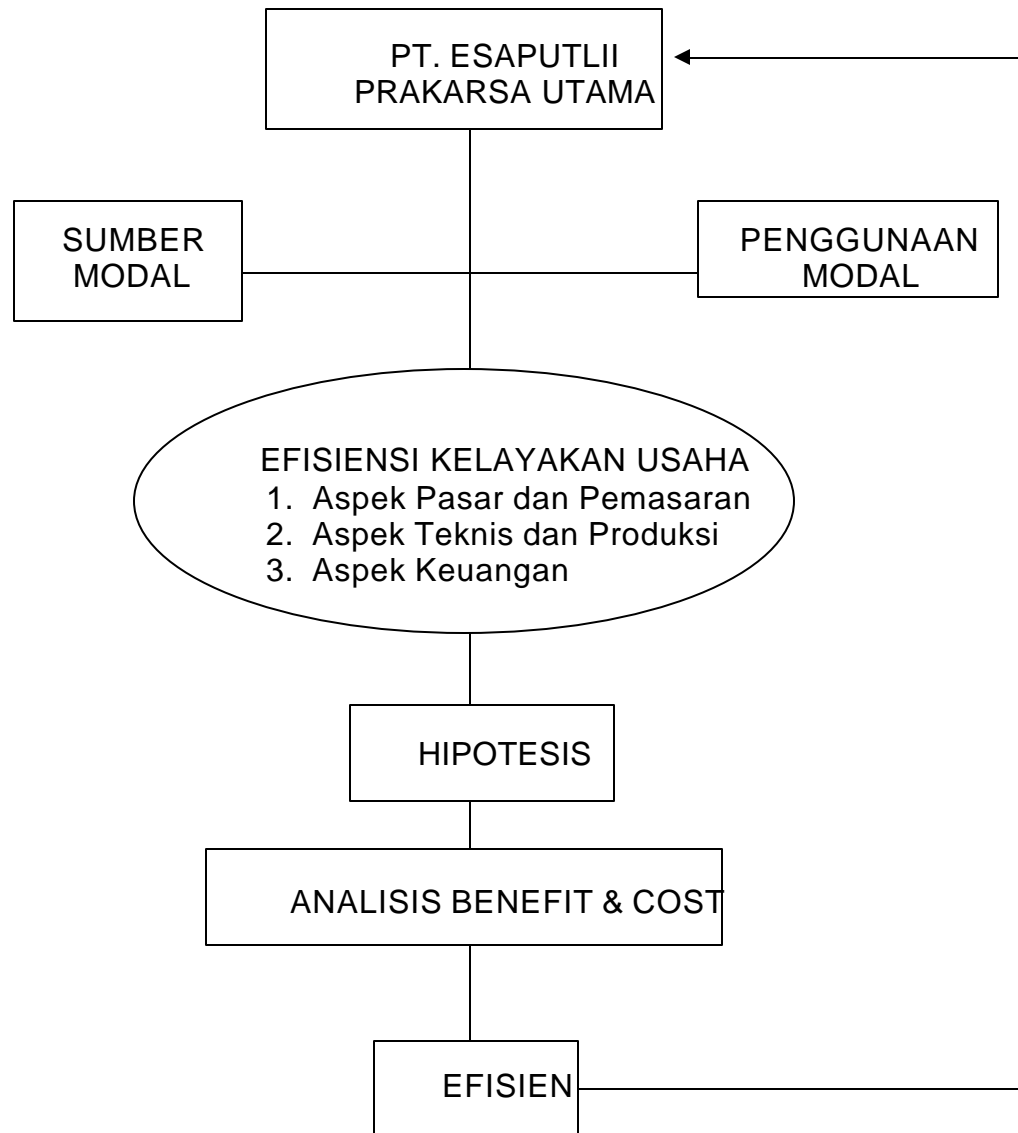 PT. ESAPUTLII
PRAKARSA UTAMA
SUMBER
MODAL
PENGGUNAAN
MODAL
EFISIENSI KELAYAKAN USAHA
1. Aspek Pasar dan Pemasaran
2. Aspek Teknis dan Produksi
3. Aspek Keuangan
HIPOTESIS
ANALISIS BENEFIT & COST
EFISIEN